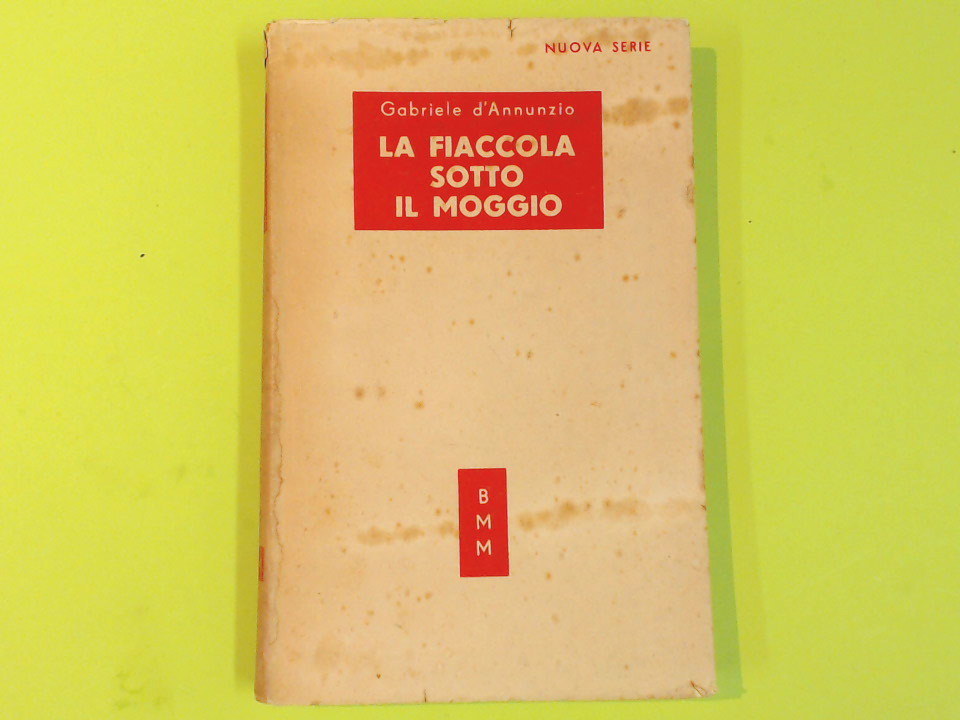 NUOVA SERIE
Gabriele d'Annunzio
LA FIACCOLA
SOTTO
IL MOGGIO
B
M
M